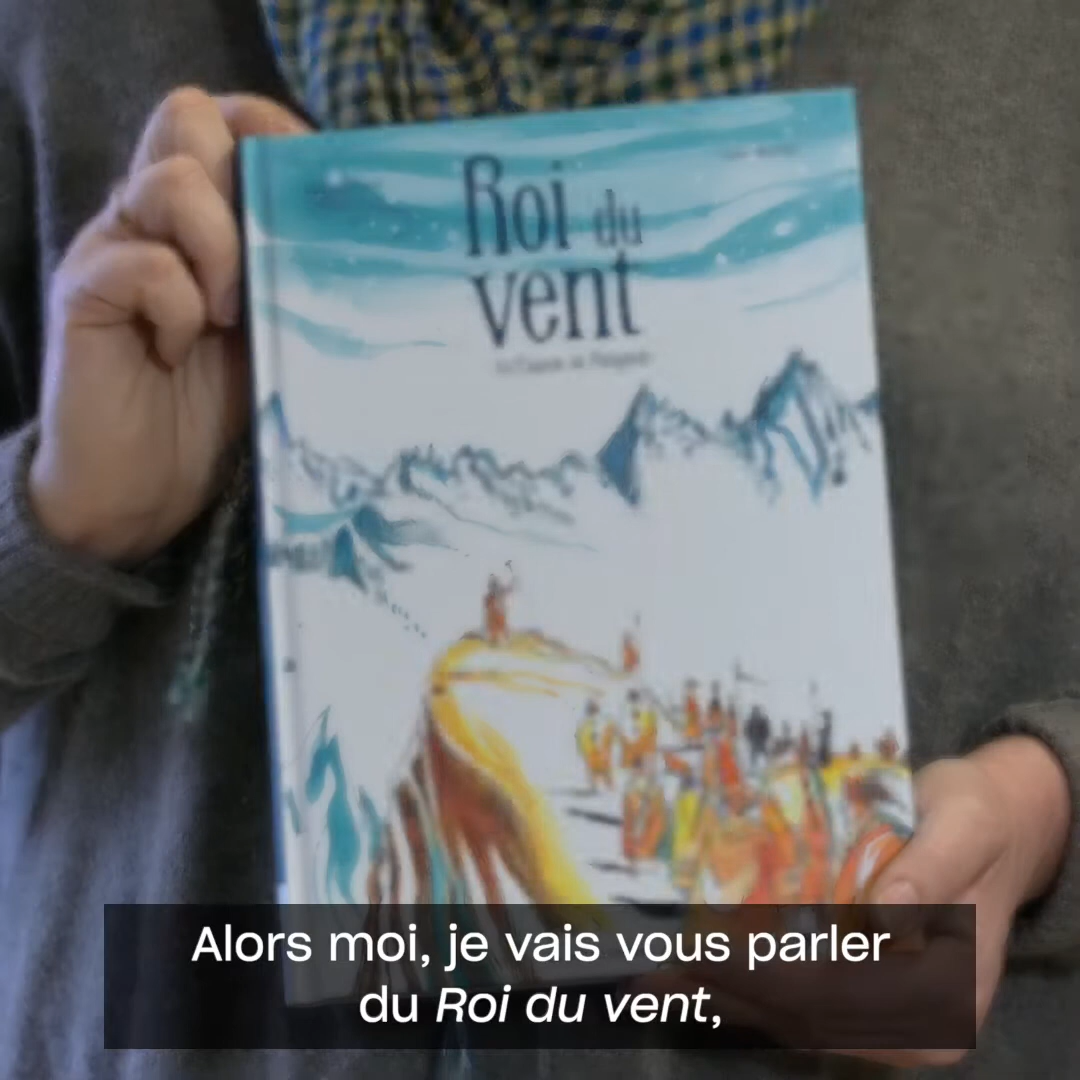 Roi du
vent
Alors moi, je vais vous parler
du Roi du vent,